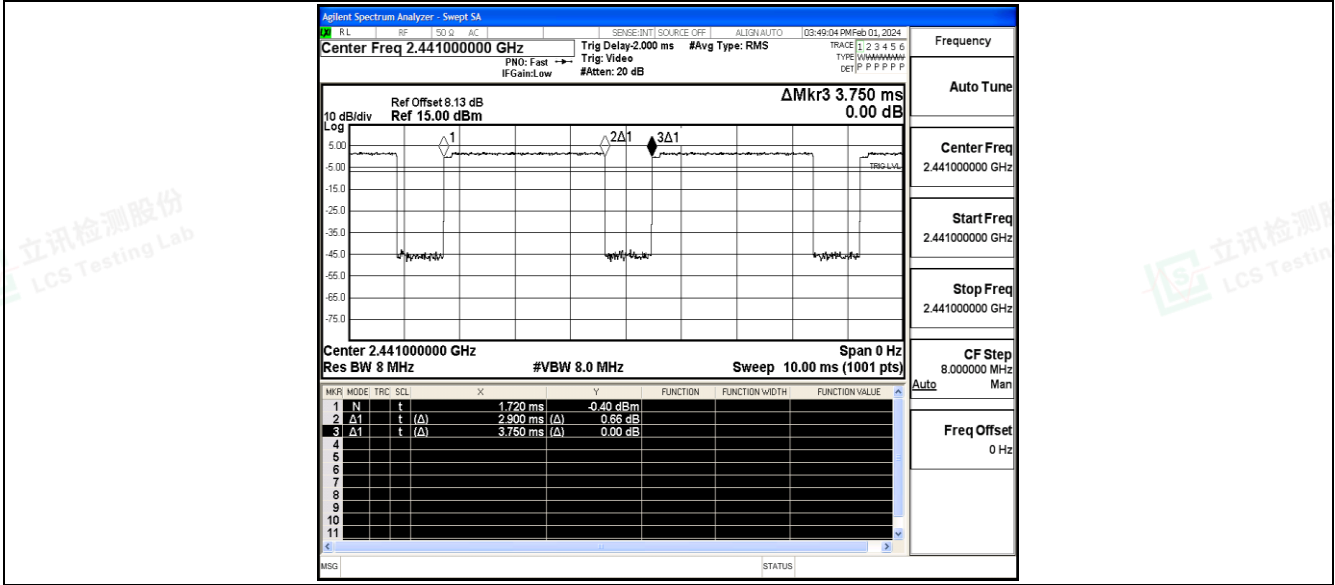 Agilent Spectrum Analyzer - Swept SA
RL RF 50 Ω AC SENSE:INT SOURCE OFF ALIGN AUTO 03:49:04 PM Feb 01, 2024
Center Freq 2.441000000 GHz
PNO: Fast
IFGain:Low
Trig Delay-2.000 ms
Trig: Video
#Atten: 20 dB
#Avg Type: RMS
TRACE 1 2 3 4 5 6
TYPE
DET P P P P P P
ΔMkr3 3.750 ms
0.00 dB
Ref Offset 8.13 dB
10 dB/div Ref 15.00 dBm
Log
1
2Δ1
3Δ1
5.00
-5.00
-15.0
-25.0
-35.0
-45.0
-55.0
-65.0
-75.0
TRIG LVL
Center 2.441000000 GHz Span 0 Hz
Res BW 8 MHz #VBW 8.0 MHz Sweep 10.00 ms (1001 pts)
MKR MODE TRC SCL X Y FUNCTION FUNCTION WIDTH FUNCTION VALUE
1 N t 1.720 ms -0.40 dBm
2 Δ1 t (Δ) 2.900 ms (Δ) 0.66 dB
3 Δ1 t (Δ) 3.750 ms (Δ) 0.00 dB
4
5
6
7
8
9
10
11
MSG STATUS
Frequency
Auto Tune
Center Freq
2.441000000 GHz
Start Freq
2.441000000 GHz
Stop Freq
2.441000000 GHz
CF Step
8.000000 MHz
Auto Man
Freq Offset
0 Hz
立讯检测股份
LCS Testing Lab
立讯检测
LCS Testin